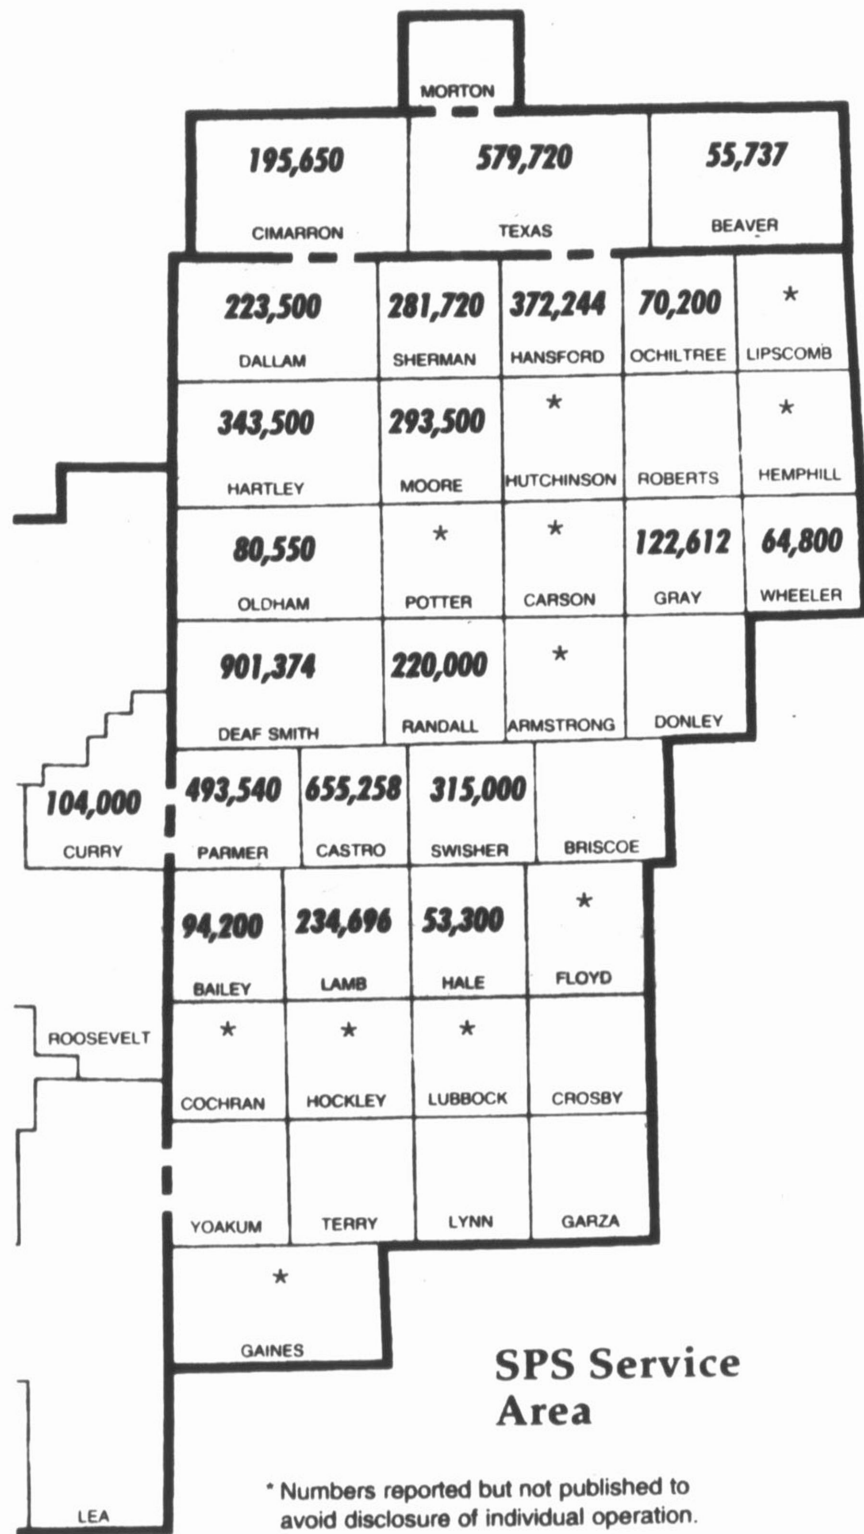 MORTON
195,650 579,720 55,737
CIMARRON TEXAS BEAVER
223,500 281,720 372,244 70,200 *
DALLAM SHERMAN HANSFORD OCHILTREE LIPSCOMB
343,500 293,500 * *
HARTLEY MOORE HUTCHINSON ROBERTS HEMPHILL
80,550 * * 122,612 64,800
OLDHAM POTTER CARSON GRAY WHEELER
901,374 220,000 *
DEAF SMITH RANDALL ARMSTRONG DONLEY
104,000 493,540 655,258 315,000
CURRY PARMER CASTRO SWISHER BRISCOE
94,200 234,696 53,300 *
BAILEY LAMB HALE FLOYD
ROOSEVELT * * *
COCHRAN HOCKLEY LUBBOCK CROSBY
YOAKUM TERRY LYNN GARZA
*
GAINES
SPS Service
Area
* Numbers reported but not published to
LEA avoid disclosure of individual operation.